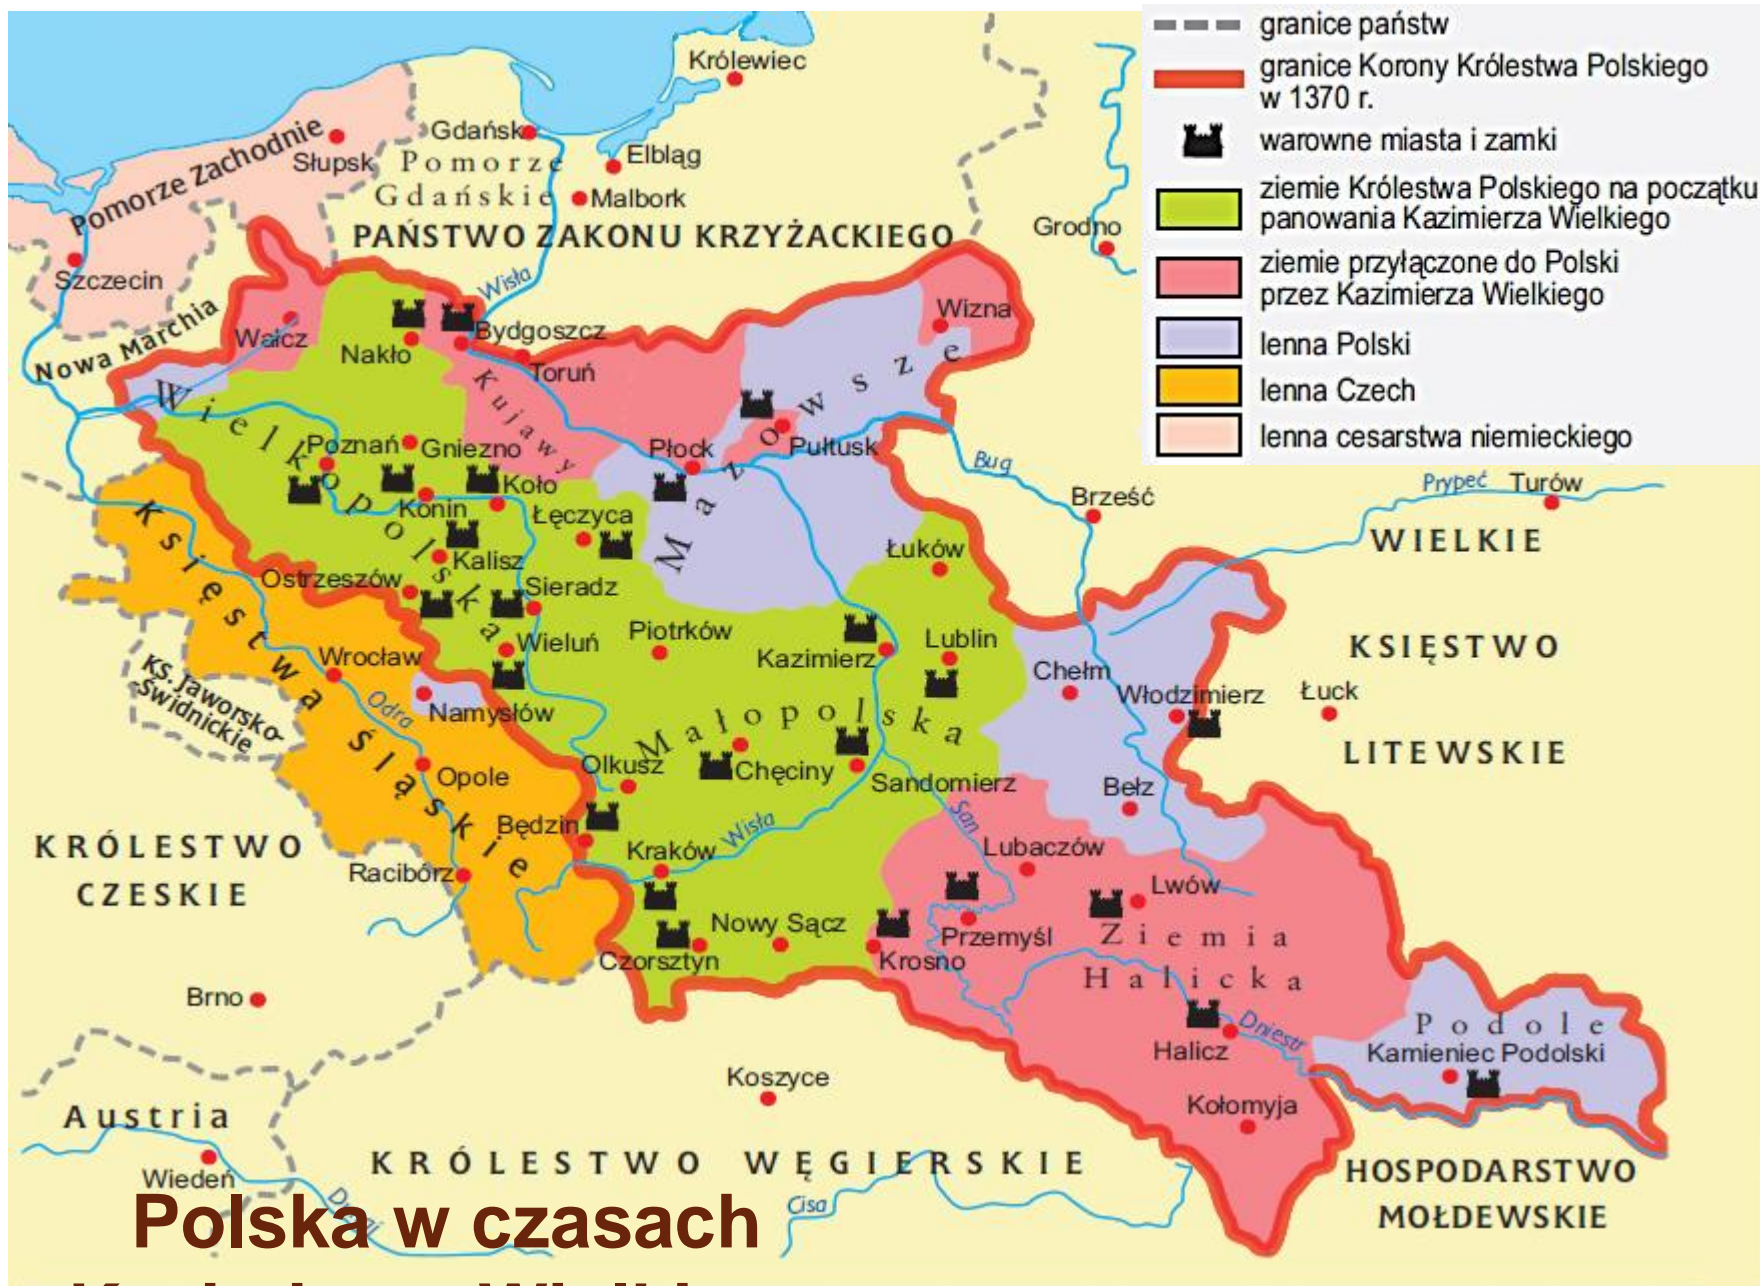 granice państw
granice Korony Królestwa Polskiego
w 1370 r.
warowne miasta i zamki
ziemie Królestwa Polskiego na początku
panowania Kazimierza Wielkiego
ziemie przyłączone do Polski
przez Kazimierza Wielkiego
lenna Polski
lenna Czech
lenna cesarstwa niemieckiego
Królewiec
Gdańsk
Elbląg
Pomorze Zachodnie
Słupsk
Pomorze
Gdańskie
Malbork
PAŃSTWO ZAKONU KRZYŻACKIEGO
Grodno
Szczecin
Wisła
Nowa Marchia
Wałcz
Nakło
Bydgoszcz
Toruń
Wizna
Kujawy
Mazowsze
Wielkopolska
Poznań
Gniezno
Płock
Pułtusk
Bug
Konin
Koło
Łęczyca
Brześć
Prypeć
Turów
WIELKIE
Kalisz
Łuków
Księstwa Śląskie
Ostrzeszów
Sieradz
Wieluń
Piotrków
Kazimierz
Lublin
KSIĘSTWO
Wrocław
Chełm
KS. Jaworsko-
Świdnickie
Odra
Namysłów
Włodzimierz
Łuck
Małopolska
LITEWSKIE
Opole
Olkusz
Chęciny
Sandomierz
Bełz
San
Będzin
Wisła
KRÓLESTWO
CZESKIE
Racibórz
Kraków
Lubaczów
Lwów
Nowy Sącz
Czorsztyn
Krosno
Przemyśl
Ziemia
Halicka
Brno
Halicz
Dniestr
Podole
Kamieniec Podolski
Koszyce
Kołomyja
Austria
Wiedeń
KRÓLESTWO WĘGIERSKIE
Cisa
HOSPODARSTWO
MOŁDEWSKIE
Polska w czasach